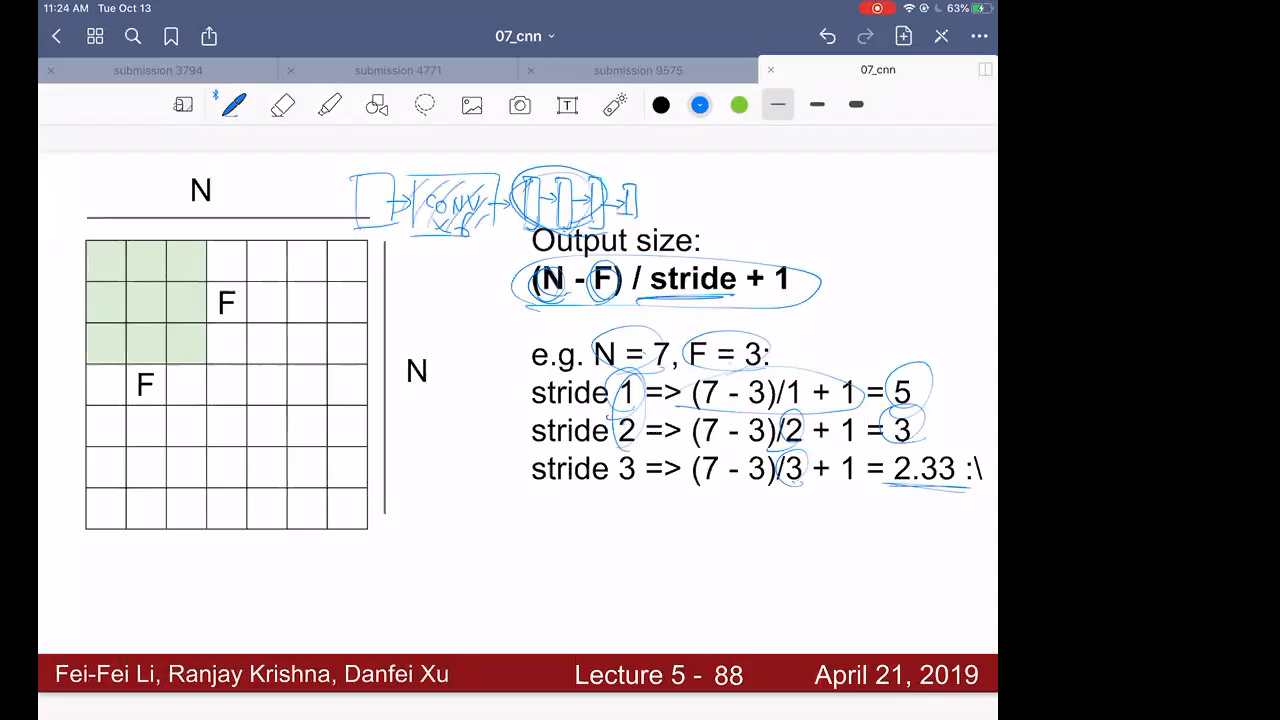 11:24 AM Tue Oct 13
63%
07_cnn
submission 3794
submission 4771
submission 9575
07_cnn
T
N
CONV
Output size:
(N - F) / stride + 1
F
e.g. N = 7, F = 3:
N
F
stride 1 => (7 - 3)/1 + 1 = 5
stride 2 => (7 - 3)/2 + 1 = 3
stride 3 => (7 - 3)/3 + 1 = 2.33 :\
Fei-Fei Li, Ranjay Krishna, Danfei Xu
Lecture 5 - 88
April 21, 2019